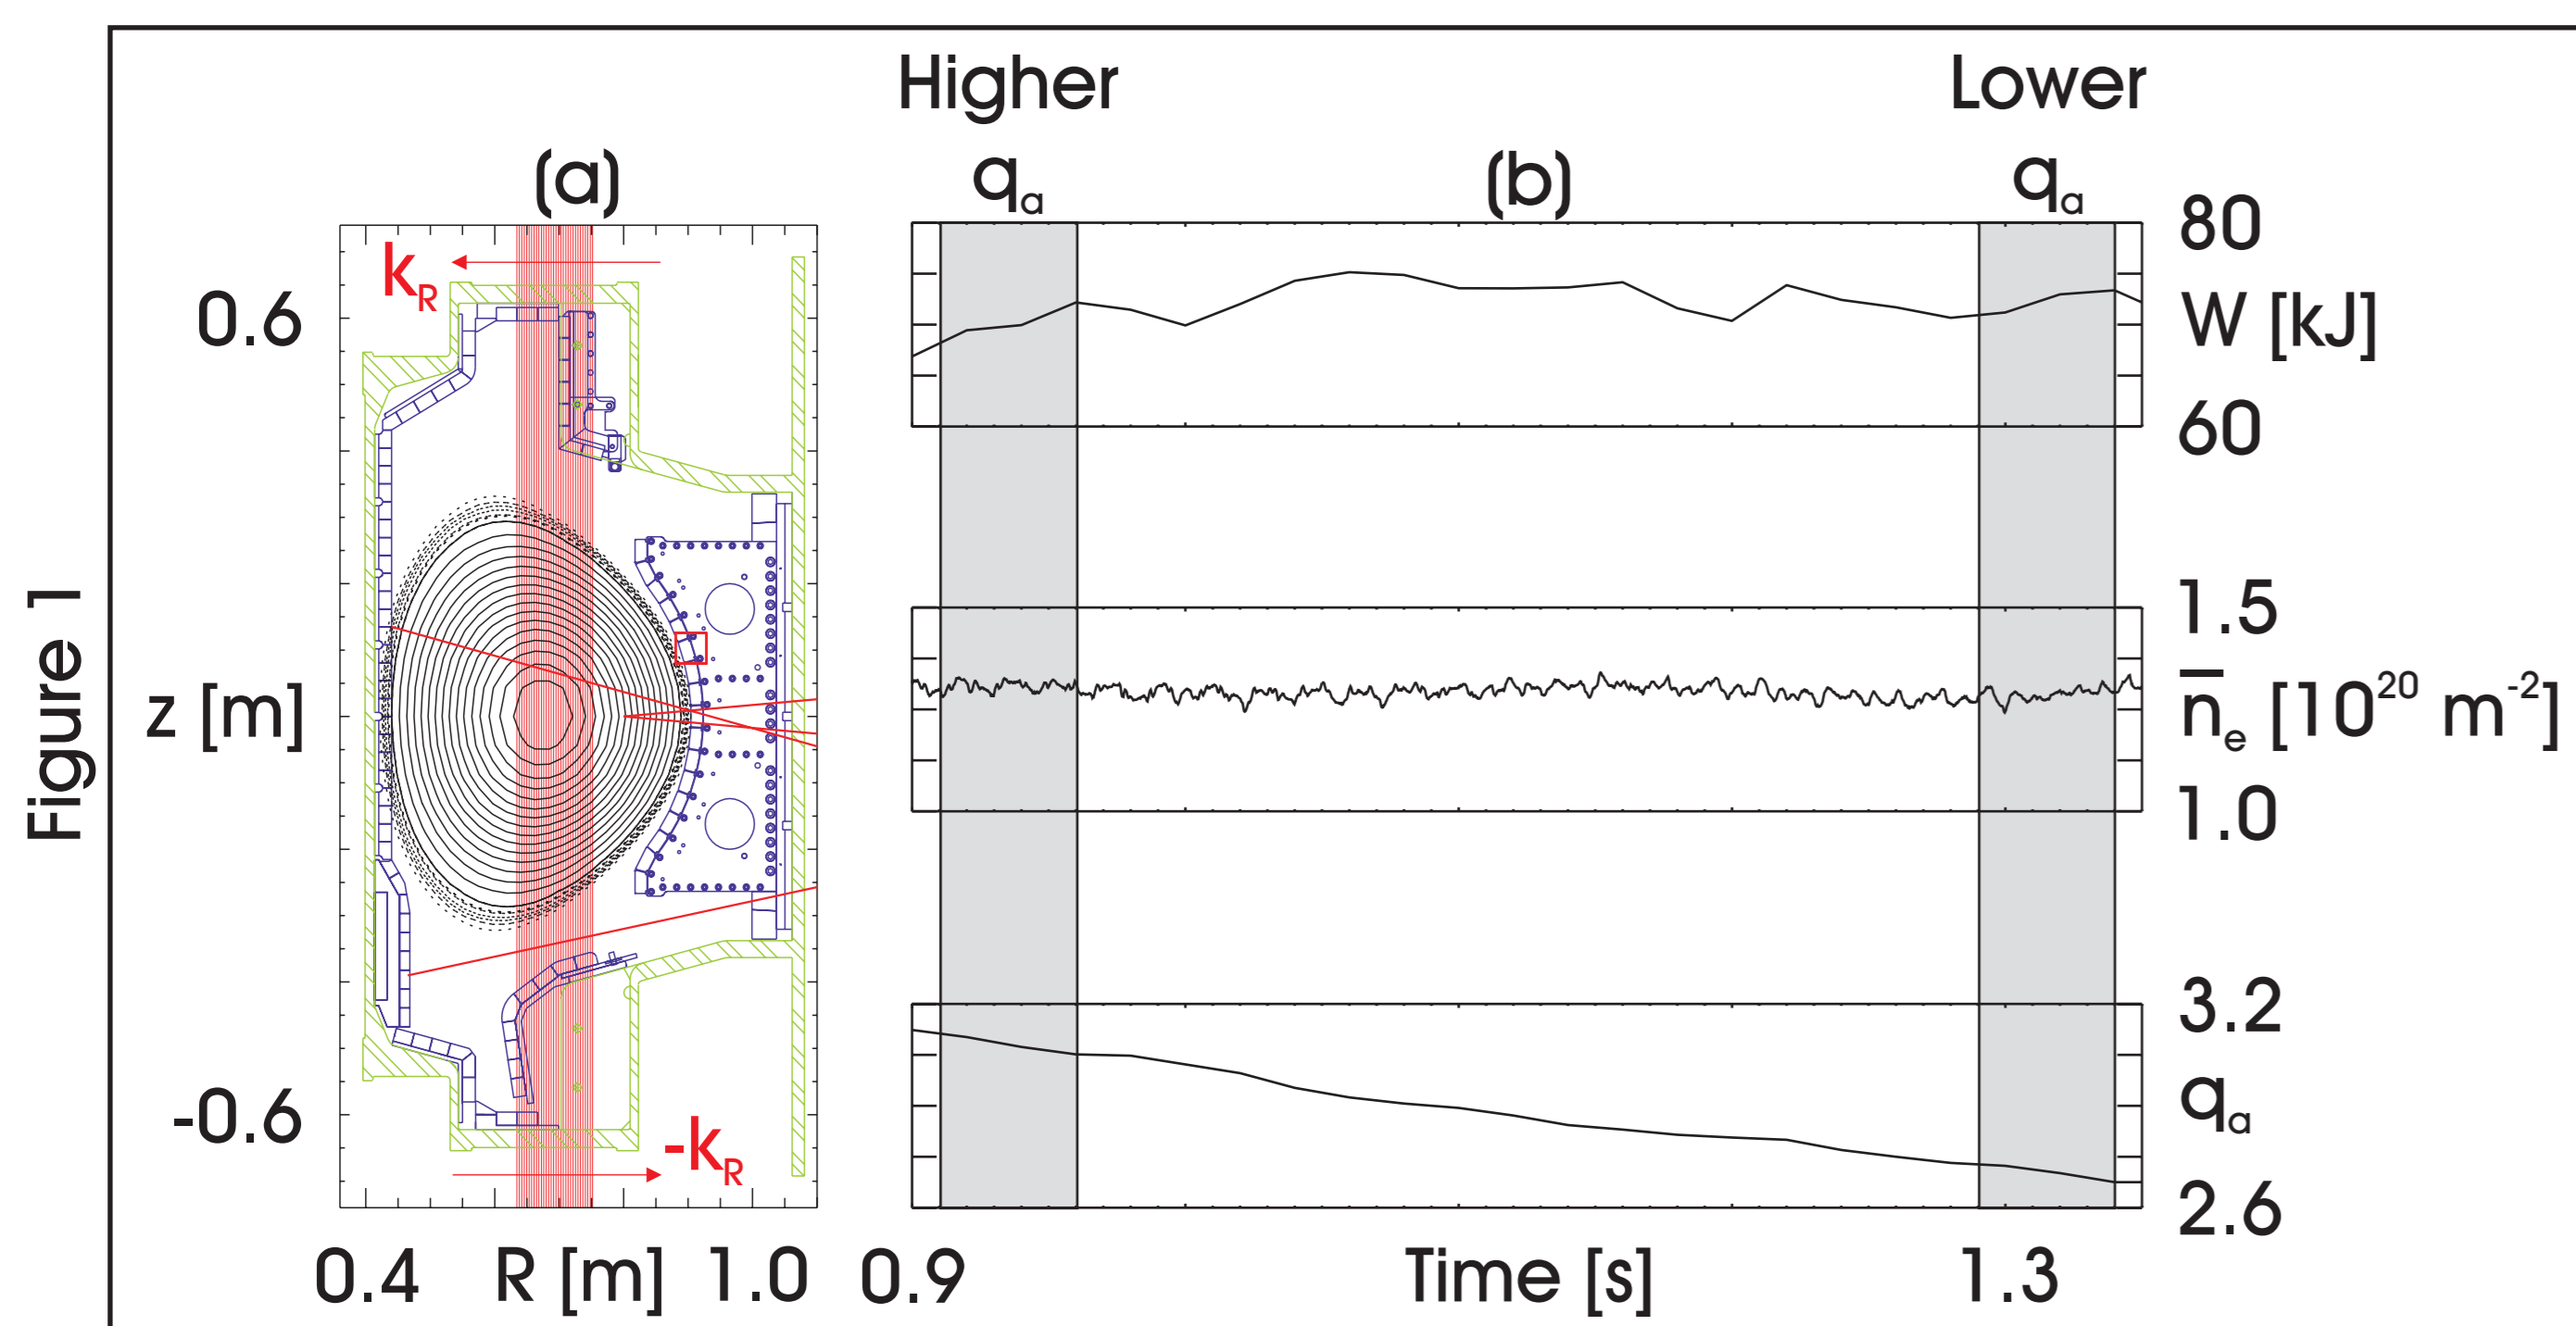 Figure 1
Higher
q_a
Lower
q_a
(a)
(b)
k_R
-k_R
0.6
z [m]
-0.6
0.4 R [m] 1.0
80
W [kJ]
60
1.5
n̅_e [10^20 m^-2]
1.0
3.2
q_a
2.6
0.9 Time [s] 1.3